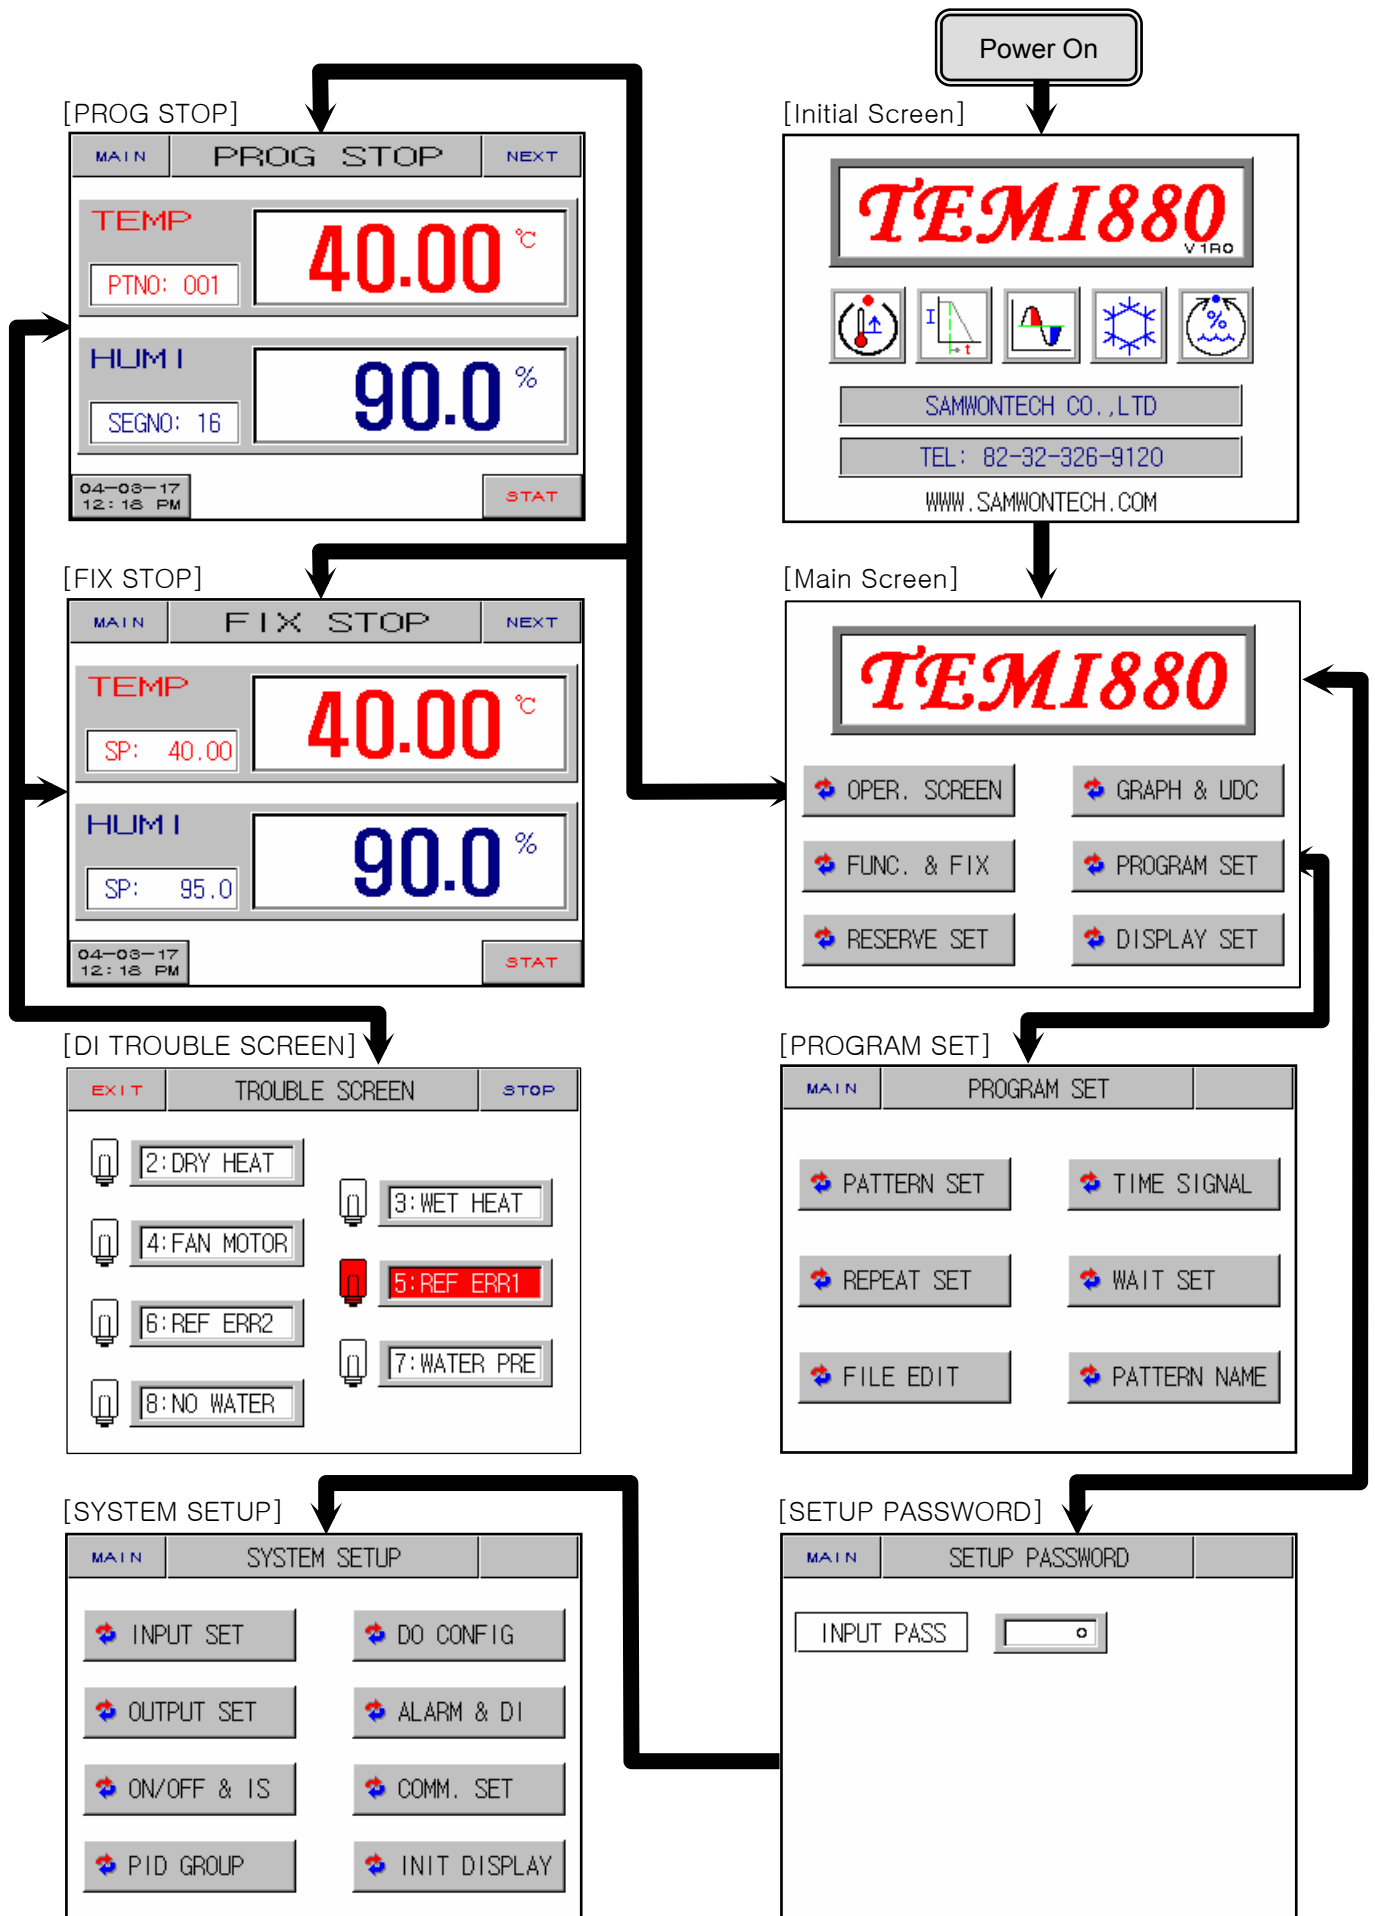 Power On
[PROG STOP]
MAIN PROG STOP NEXT
TEMP
PTNO: 001
40.00 ℃
HUMI
SEGNO: 16
90.0 %
04-03-17
12:18 PM
STAT
[Initial Screen]
TEMI880
V1R0
I
t
%
SAMWONTECH CO.,LTD
TEL: 82-32-326-9120
WWW.SAMWONTECH.COM
[FIX STOP]
MAIN FIX STOP NEXT
TEMP
SP: 40.00
40.00 ℃
HUMI
SP: 95.0
90.0 %
04-03-17
12:18 PM
STAT
[Main Screen]
TEMI880
OPER. SCREEN GRAPH & UDC
FUNC. & FIX PROGRAM SET
RESERVE SET DISPLAY SET
[DI TROUBLE SCREEN]
EXIT TROUBLE SCREEN STOP
2:DRY HEAT
3:WET HEAT
4:FAN MOTOR
5:REF ERR1
6:REF ERR2
7:WATER PRE
8:NO WATER
[PROGRAM SET]
MAIN PROGRAM SET
PATTERN SET TIME SIGNAL
REPEAT SET WAIT SET
FILE EDIT PATTERN NAME
[SYSTEM SETUP]
MAIN SYSTEM SETUP
INPUT SET DO CONFIG
OUTPUT SET ALARM & DI
ON/OFF & IS COMM. SET
PID GROUP INIT DISPLAY
[SETUP PASSWORD]
MAIN SETUP PASSWORD
INPUT PASS 0